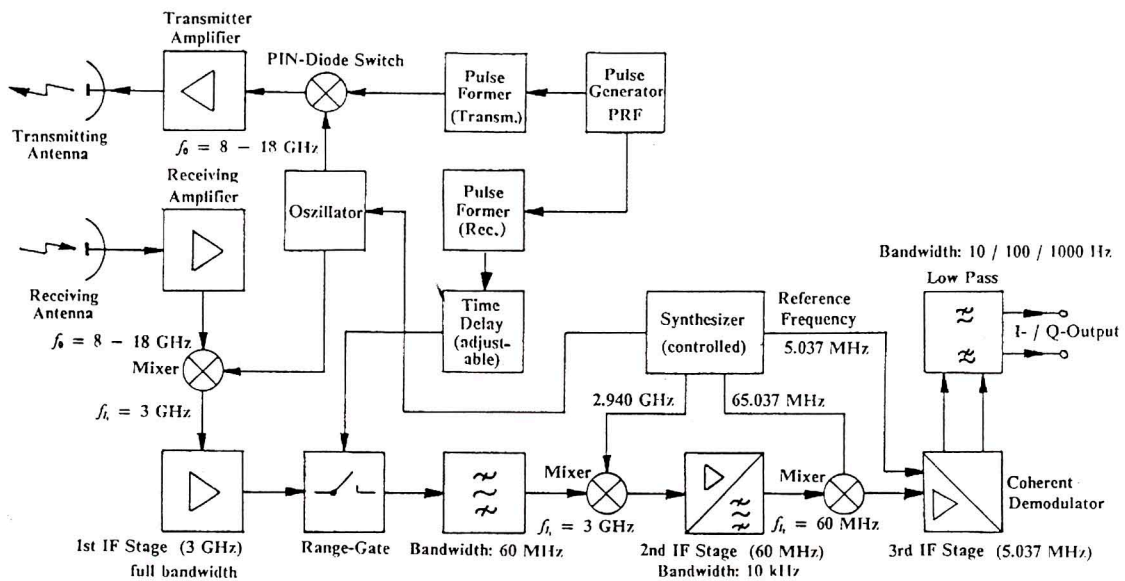 Transmitter
Amplifier
PIN-Diode Switch
Pulse
Former
(Transm.)
Pulse
Generator
PRF
Transmitting
Antenna
f₀ = 8 – 18 GHz
Receiving
Amplifier
Oszillator
Pulse
Former
(Rec.)
Receiving
Antenna
Time
Delay
(adjust-
able)
Synthesizer
(controlled)
Reference
Frequency
5.037 MHz
Bandwidth: 10 / 100 / 1000 Hz
Low Pass
I- / Q-Output
f₀ = 8 – 18 GHz
Mixer
f_I₁ = 3 GHz
2.940 GHz
65.037 MHz
Mixer
Mixer
Coherent
Demodulator
f_I₁ = 3 GHz
f_I₂ = 60 MHz
1st IF Stage (3 GHz)
full bandwidth
Range-Gate
Bandwidth: 60 MHz
2nd IF Stage (60 MHz)
Bandwidth: 10 kHz
3rd IF Stage (5.037 MHz)